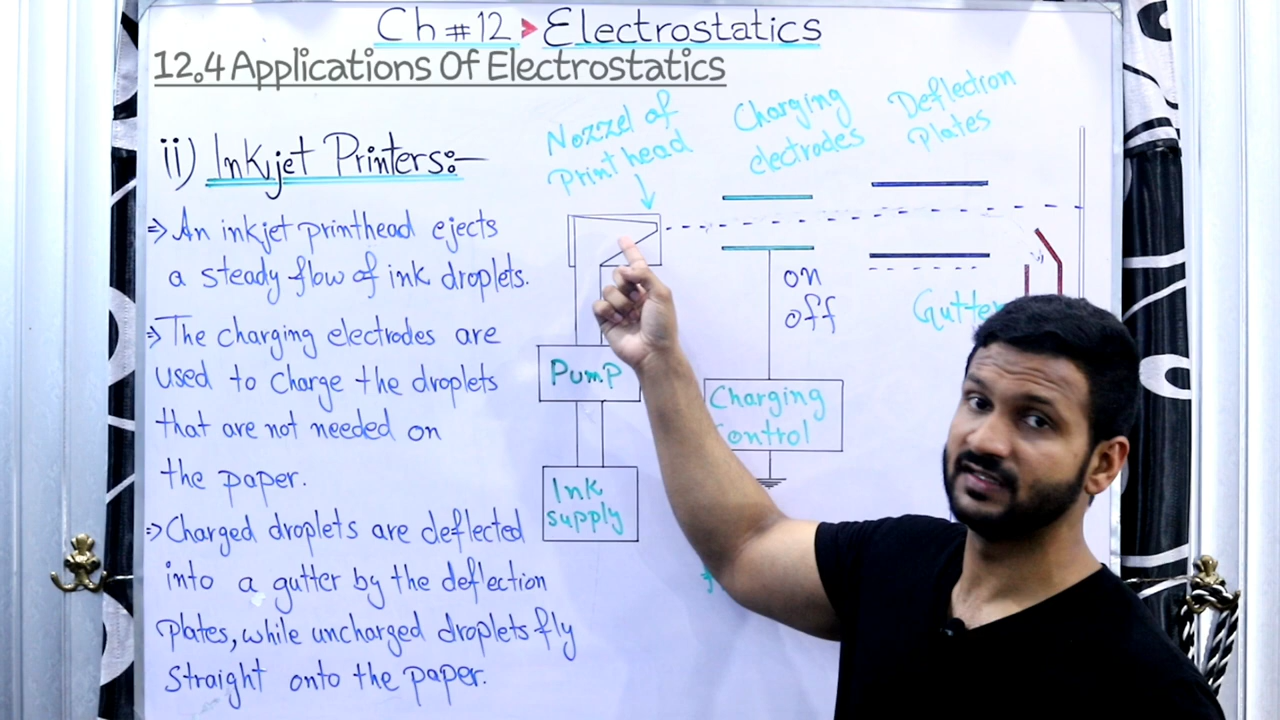 Ch # 12 > Electrostatics
12.4 Applications Of Electrostatics
ii) Inkjet Printers:-
⇒ An inkjet printhead ejects
a steady flow of ink droplets.
⇒ The charging electrodes are
used to charge the droplets
that are not needed on
the paper.
⇒ Charged droplets are deflected
into a gutter by the deflection
plates, while uncharged droplets fly
straight onto the paper.
Nozzel of
Print head
Charging
electrodes
Deflection
Plates
on
off
Gutter
Pump
Charging
Control
Ink
supply